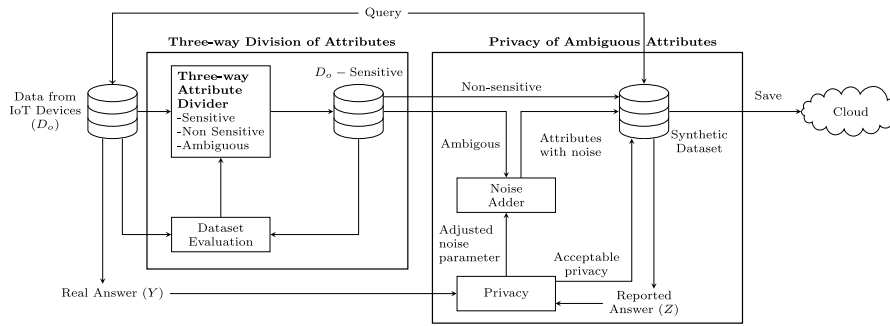 Query
Three-way Division of Attributes
Privacy of Ambiguous Attributes
Data from
IoT Devices
(Dₒ)
Three-way
Attribute
Divider
-Sensitive
-Non Sensitive
-Ambiguous
Dₒ − Sensitive
Non-sensitive
Ambigous
Attributes
with noise
Synthetic
Dataset
Save
Cloud
Noise
Adder
Dataset
Evaluation
Adjusted
noise
parameter
Acceptable
privacy
Real Answer (Y)
Privacy
Reported
Answer (Z)